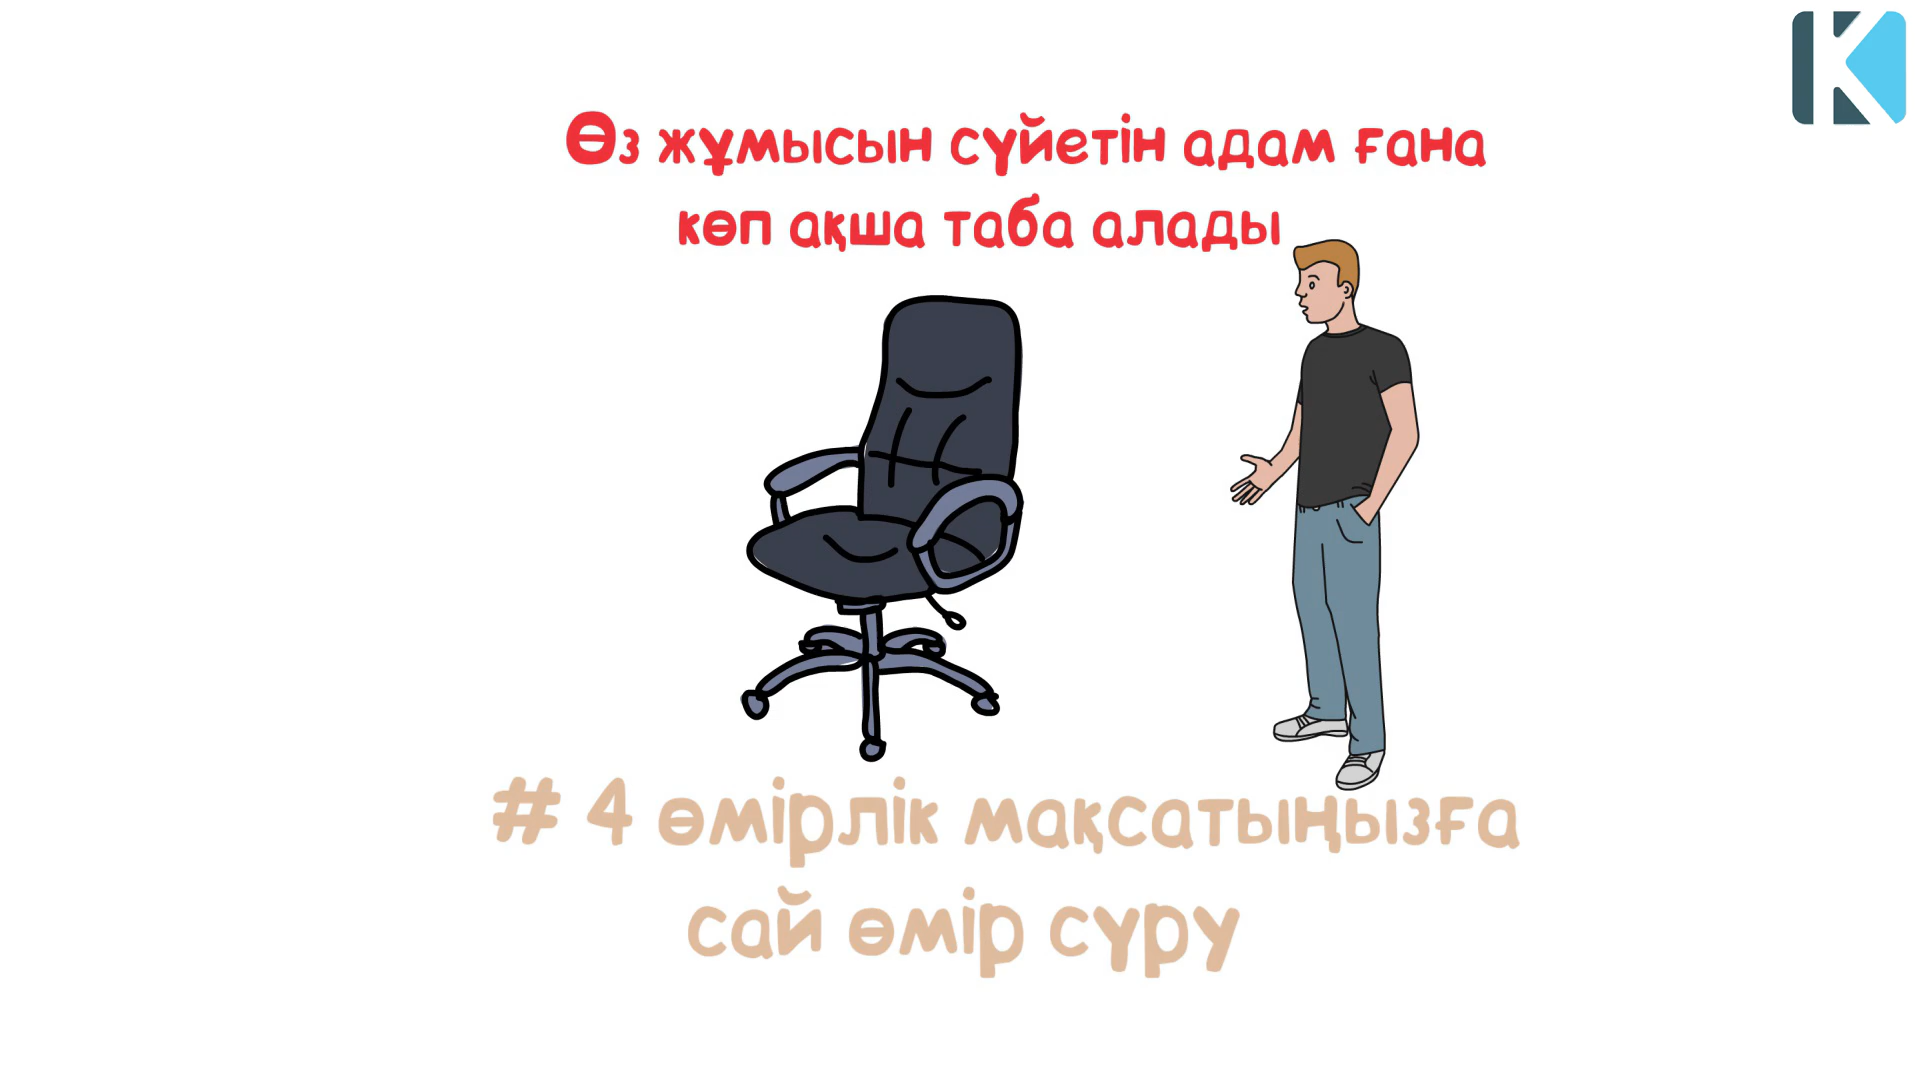 Өз жұмысын сүйетін адам ғана
көп ақша таба алады
# 4 өмірлік мақсатыңызға
сай өмір сүру